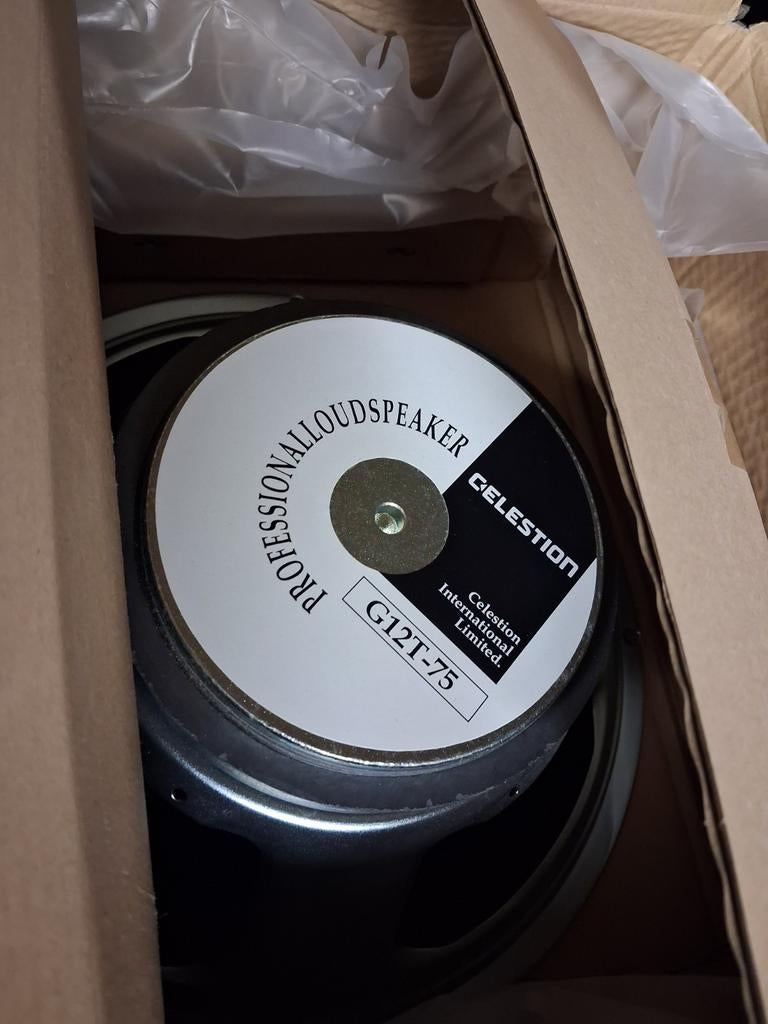 PROFESSIONALLOUDSPEAKER
CELESTION
Celestion
International
Limited.
G12T-75